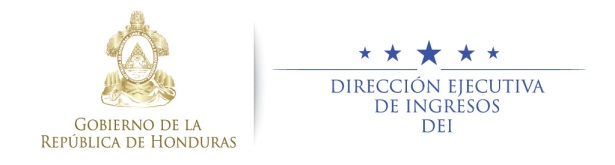 GOBIERNO DE LA
REPÚBLICA DE HONDURAS
DIRECCIÓN EJECUTIVA
DE INGRESOS
DEI